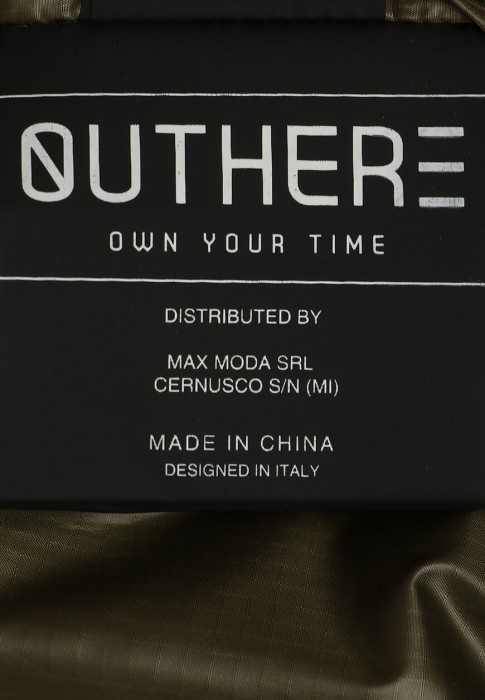 OUTHERE
OWN YOUR TIME
DISTRIBUTED BY
MAX MODA SRL
CERNUSCO S/N (MI)
MADE IN CHINA
DESIGNED IN ITALY